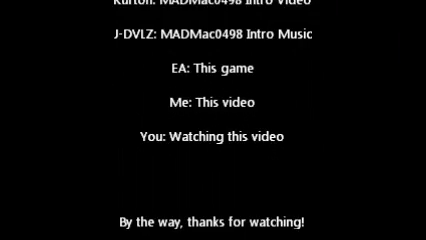 Kurton: MADMac0498 Intro Video
J-DVLZ: MADMac0498 Intro Music
EA: This game
Me: This video
You: Watching this video
By the way, thanks for watching!